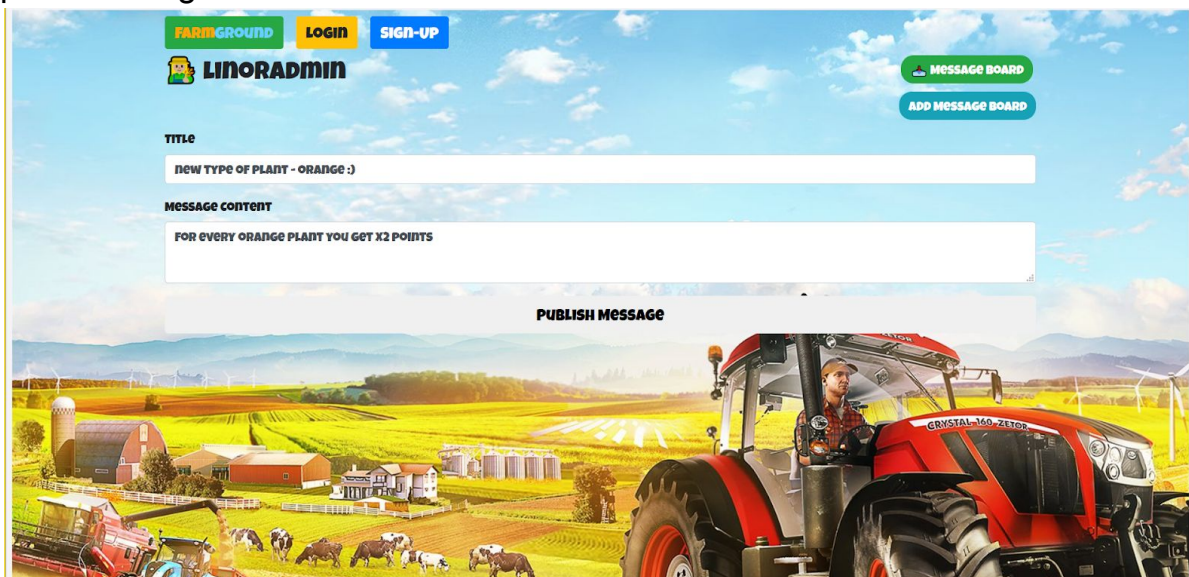 FARMGROUND LOGIN SIGN-UP
LINORADMIN
MESSAGE BOARD
ADD MESSAGE BOARD
TITLE
NEW TYPE OF PLANT - ORANGE :)
MESSAGE CONTENT
FOR EVERY ORANGE PLANT YOU GET X2 POINTS
PUBLISH MESSAGE
CRYSTAL 160 ZETOR